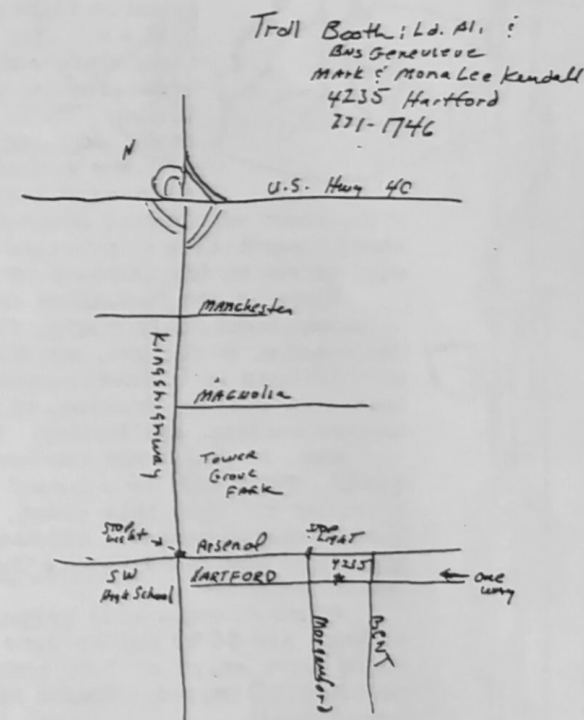 Troll Booth: Ld. Al. &
Bns Genevieve
Mark & Mona Lee Kendall
4235 Hartford
771-1746
N
U.S. Hwy 40
Manchester
Kingshighway
Magnolia
Tower
Grove
Park
Stop
Light
Arsenal
Stop
Light
SW
High School
Hartford
4235
one
way
Morganford
Bent